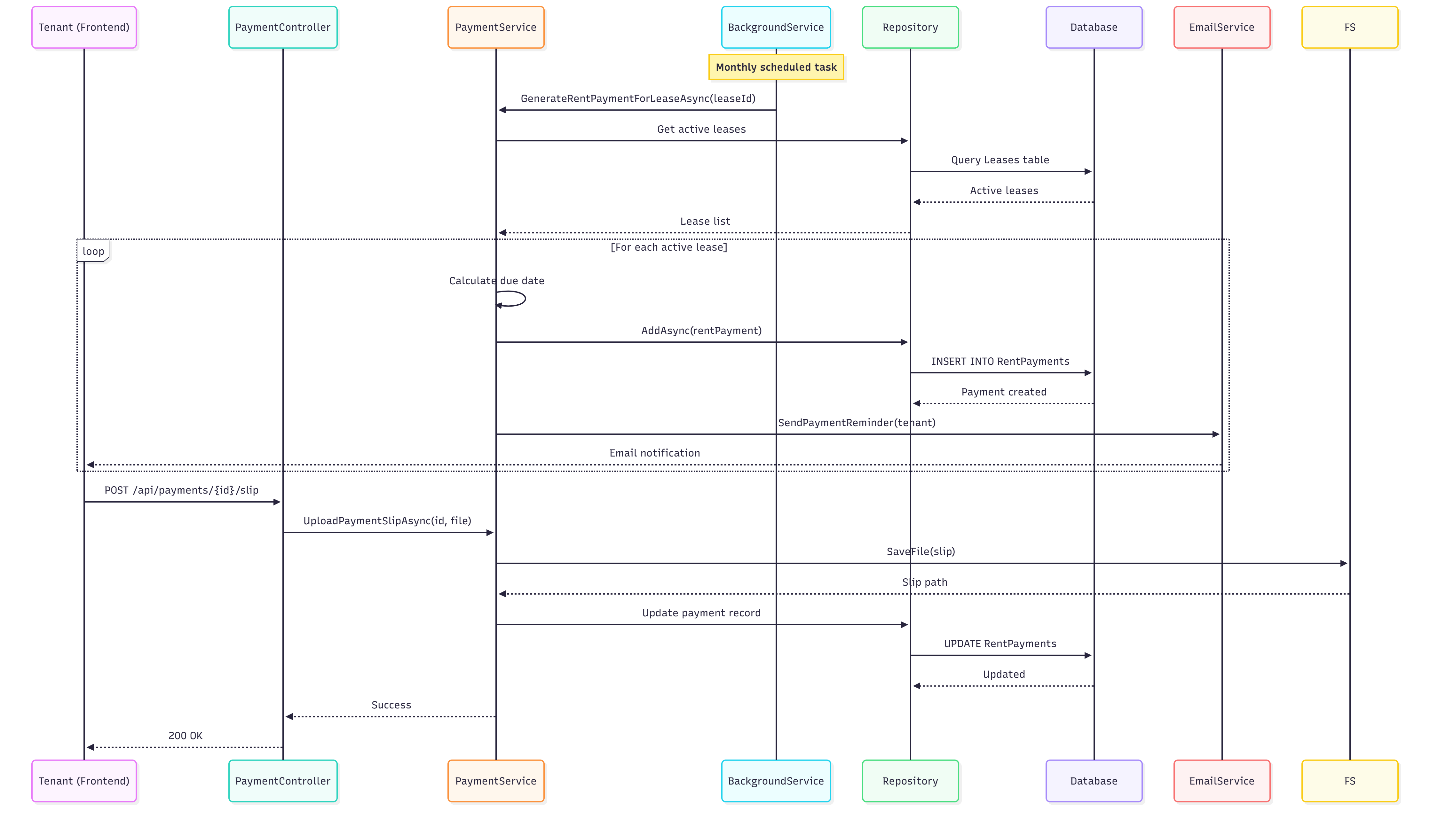 Tenant (Frontend)
PaymentController
PaymentService
BackgroundService
Repository
Database
EmailService
FS
Monthly scheduled task
GenerateRentPaymentForLeaseAsync(leaseId)
Get active leases
Query Leases table
Active leases
Lease list
loop
[For each active lease]
Calculate due date
AddAsync(rentPayment)
INSERT INTO RentPayments
Payment created
SendPaymentReminder(tenant)
Email notification
POST /api/payments/{id}/slip
UploadPaymentSlipAsync(id, file)
SaveFile(slip)
Slip path
Update payment record
UPDATE RentPayments
Updated
Success
200 OK
Tenant (Frontend)
PaymentController
PaymentService
BackgroundService
Repository
Database
EmailService
FS